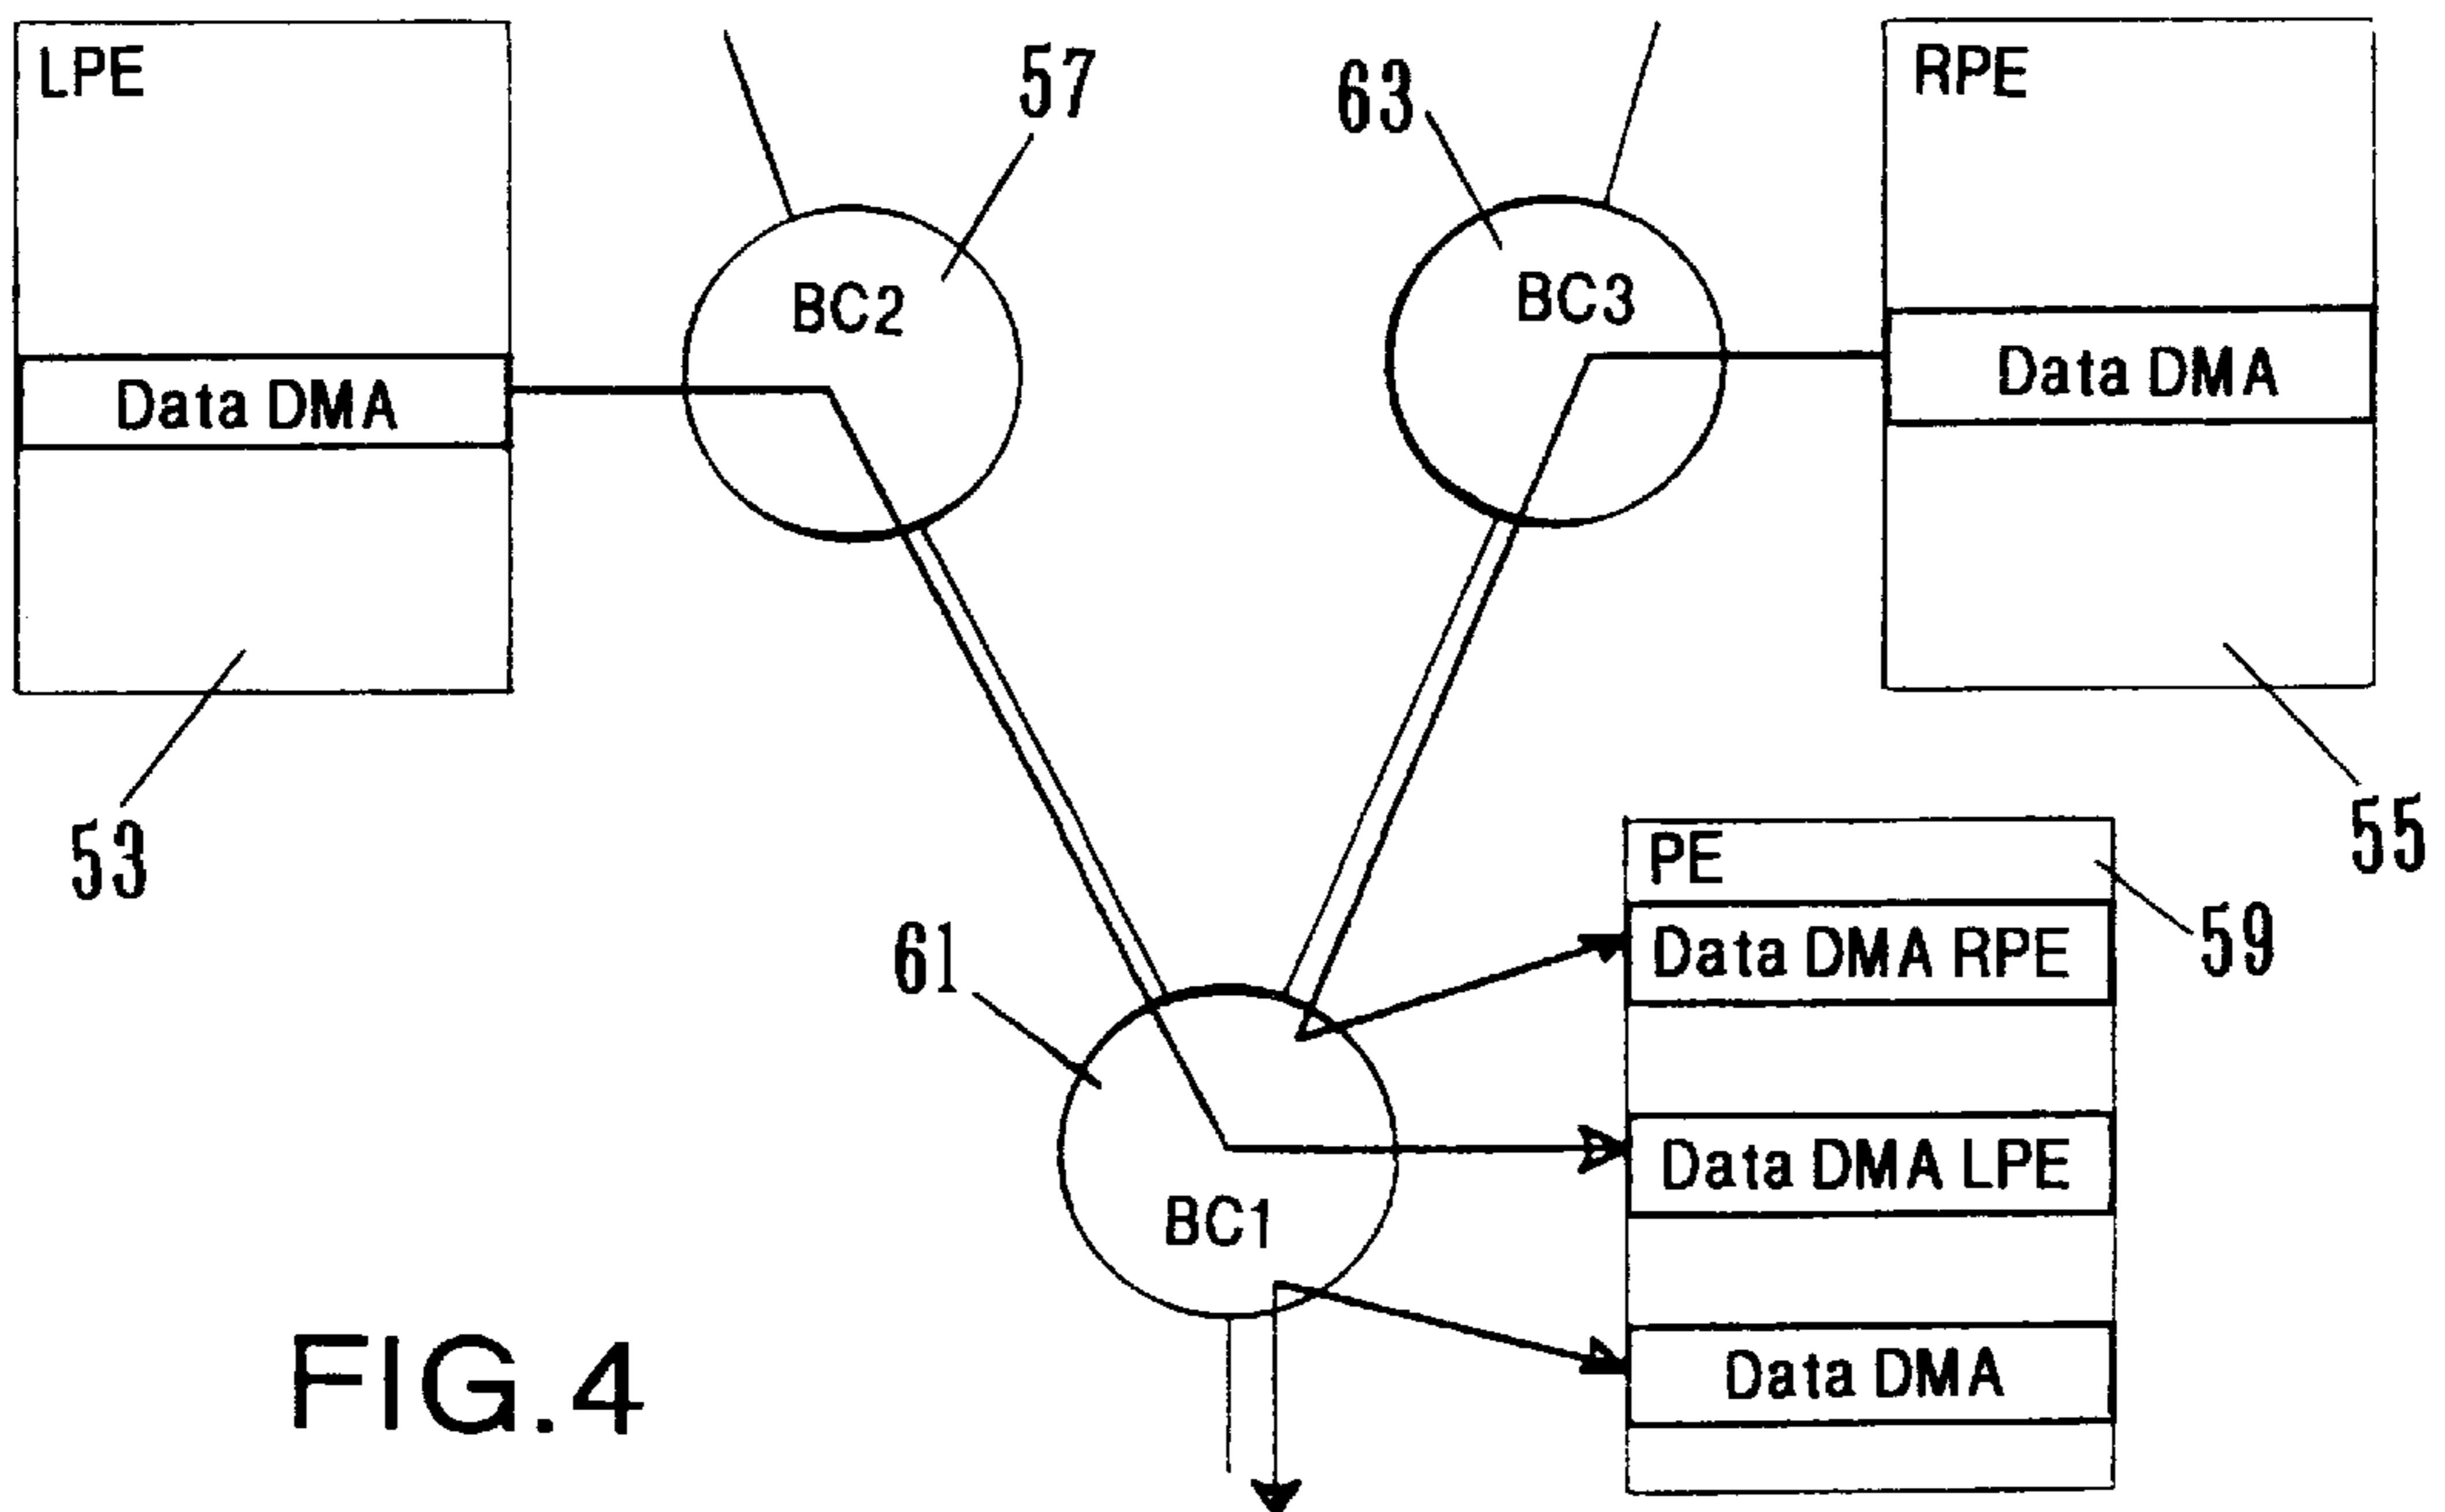 LPE
57
63
RPE
BC2
BC3
Data DMA
Data DMA
53
55
PE
59
61
Data DMA RPE
Data DMA LPE
BC1
Data DMA
FIG.4